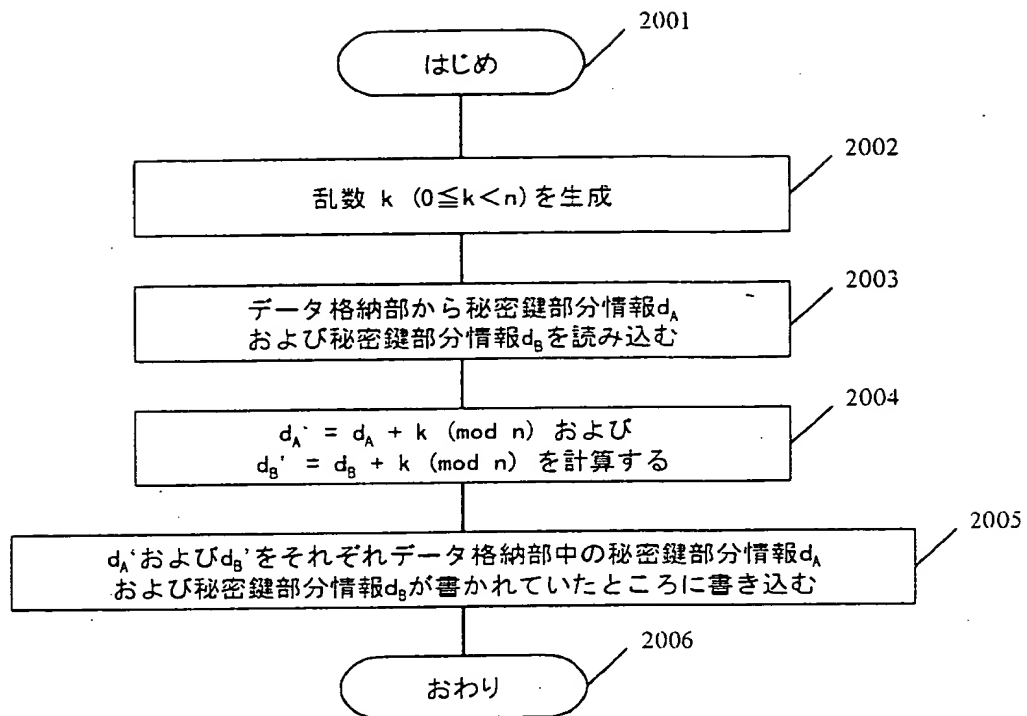 2001
はじめ
2002
乱数 k (0≦k<n)を生成
2003
データ格納部から秘密鍵部分情報dA
および秘密鍵部分情報dBを読み込む
2004
dA‘ = dA + k (mod n) および
dB' = dB + k (mod n) を計算する
2005
dA‘およびdB'をそれぞれデータ格納部中の秘密鍵部分情報dA
および秘密鍵部分情報dBが書かれていたところに書き込む
2006
おわり